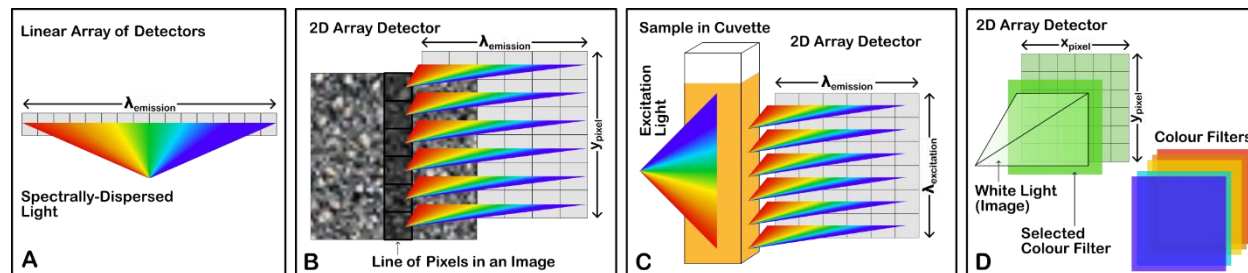 Linear Array of Detectors
λemission
Spectrally-Dispersed
Light
A
2D Array Detector
λemission
ypixel
B
Line of Pixels in an Image
Sample in Cuvette
2D Array Detector
λemission
Excitation
Light
λexcitation
C
2D Array Detector
xpixel
ypixel
Colour Filters
White Light
(Image)
Selected
Colour Filter
D